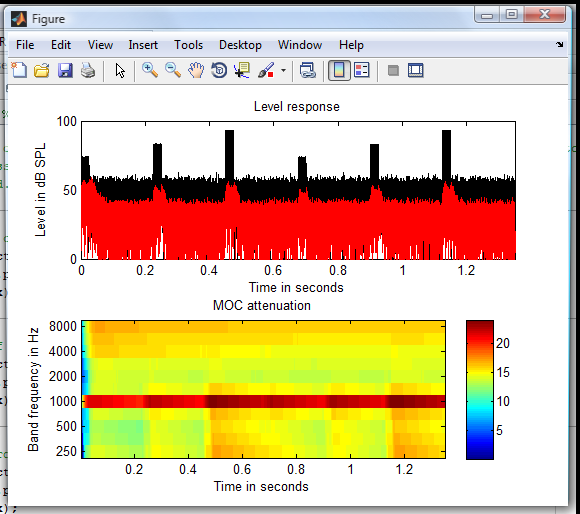 Figure
File Edit View Insert Tools Desktop Window Help
Level response
Level in dB SPL
100
50
0
0 0.2 0.4 0.6 0.8 1 1.2
Time in seconds
MOC attenuation
Band frequency in Hz
8000
4000
2000
1000
500
250
0.2 0.4 0.6 0.8 1 1.2
Time in seconds
20
15
10
5